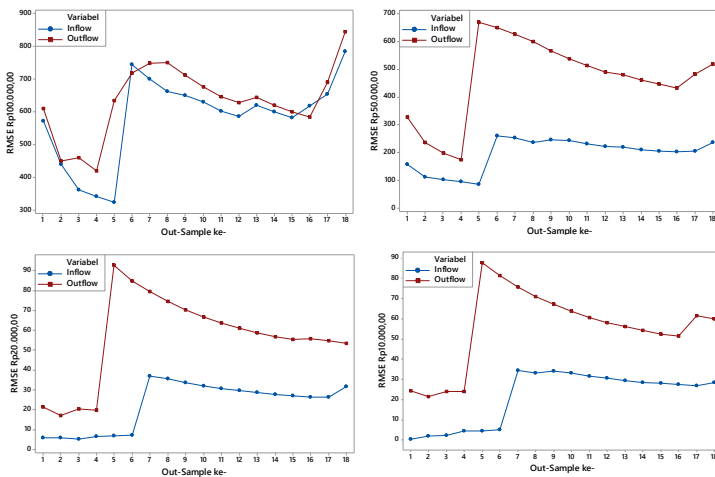 RMSE Rp100.000,00
900
800
700
600
500
400
300
Variabel
Inflow
Outflow
1 2 3 4 5 6 7 8 9 10 11 12 13 14 15 16 17 18
Out-Sample ke-
RMSE Rp50.000.00,0
700
600
500
400
300
200
100
0
Variabel
Inflow
Outflow
1 2 3 4 5 6 7 8 9 10 11 12 13 14 15 16 17 18
Out-Sample ke-
RMSE Rp20.000,00
90
80
70
60
50
40
30
20
10
0
Variabel
Inflow
Outflow
1 2 3 4 5 6 7 8 9 10 11 12 13 14 15 16 17 18
Out-Sample ke-
RMSE Rp10.000,00
90
80
70
60
50
40
30
20
10
0
Variabel
Inflow
Outflow
1 2 3 4 5 6 7 8 9 10 11 12 13 14 15 16 17 18
Out-Sample ke-